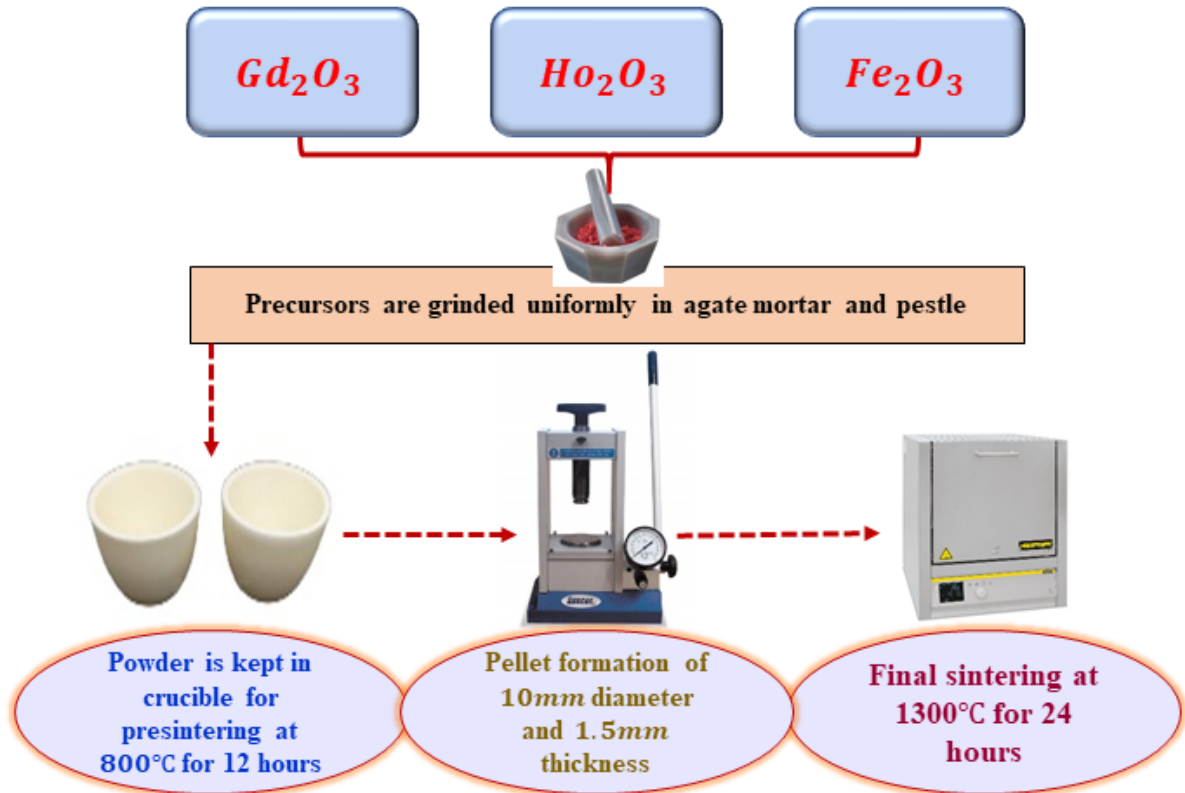 Gd₂O₃
Ho₂O₃
Fe₂O₃
Precursors are grinded uniformly in agate mortar and pestle
Powder is kept in
crucible for
presintering at
800℃ for 12 hours
Pellet formation of
10mm diameter
and 1.5mm
thickness
Final sintering at
1300℃ for 24
hours